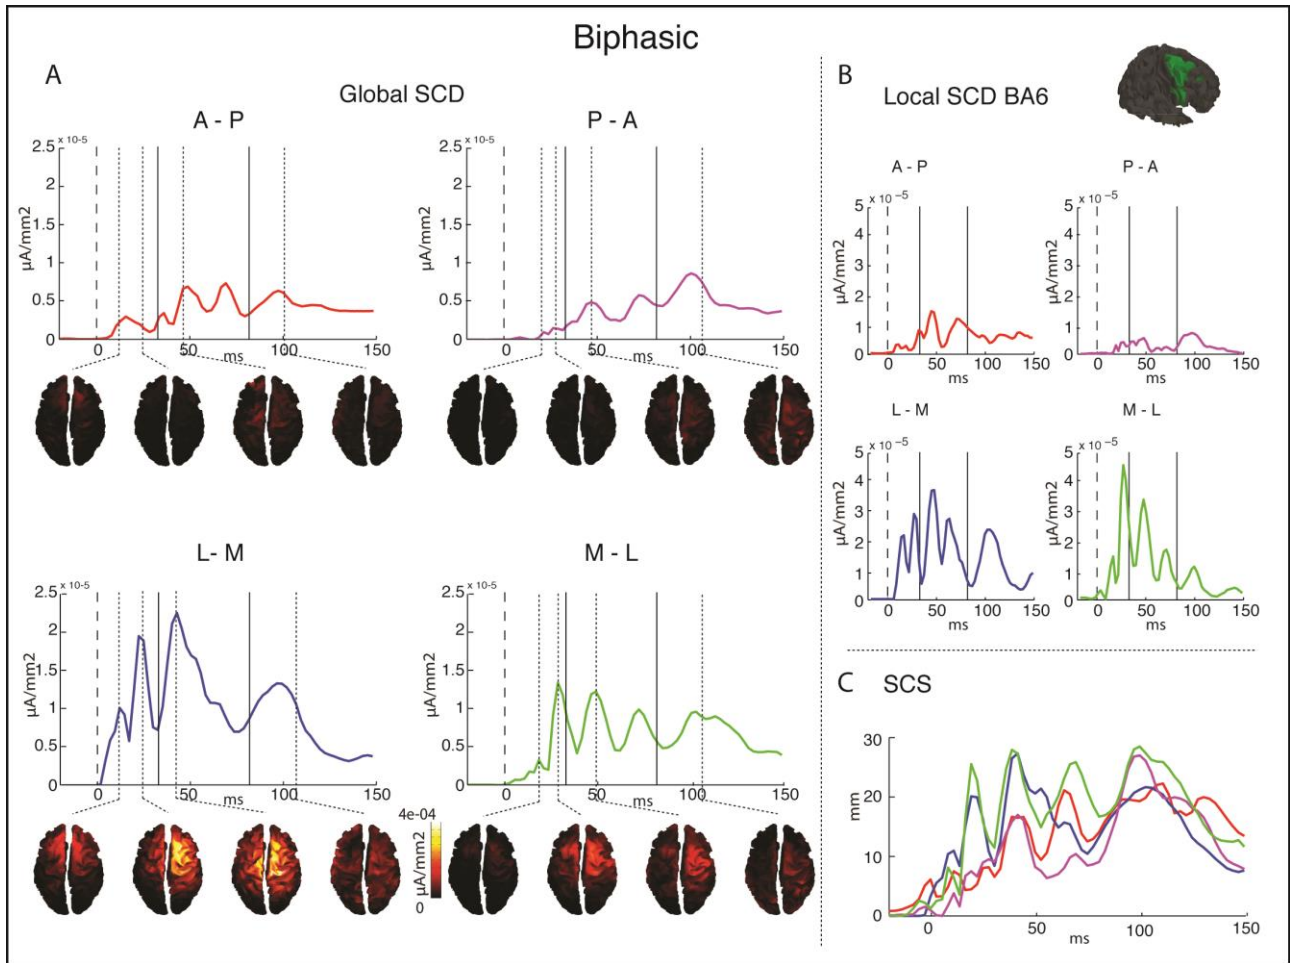 Biphasic
A
Global SCD
A - P
P - A
x 10-5
2.5
2
1.5
1
0.5
0
µA/mm2
0
50
100
150
ms
x 10-5
2.5
2
1.5
1
0.5
0
µA/mm2
0
50
100
150
ms
L- M
M - L
x 10-5
2.5
2
1.5
1
0.5
0
µA/mm2
0
50
100
150
ms
4e-04
µA/mm2
0
x 10-5
2.5
2
1.5
1
0.5
0
µA/mm2
0
50
100
150
ms
B
Local SCD BA6
A - P
P - A
x 10 -5
5
4
3
2
1
0
µA/mm2
0
50
100
150
ms
x 10 -5
5
4
3
2
1
0
µA/mm2
0
50
100
150
ms
L - M
M - L
x 10 -5
5
4
3
2
1
0
µA/mm2
0
50
100
150
ms
x 10 -5
5
4
3
2
1
0
µA/mm2
0
50
100
150
ms
C SCS
30
20
10
0
mm
0
50
100
150
ms